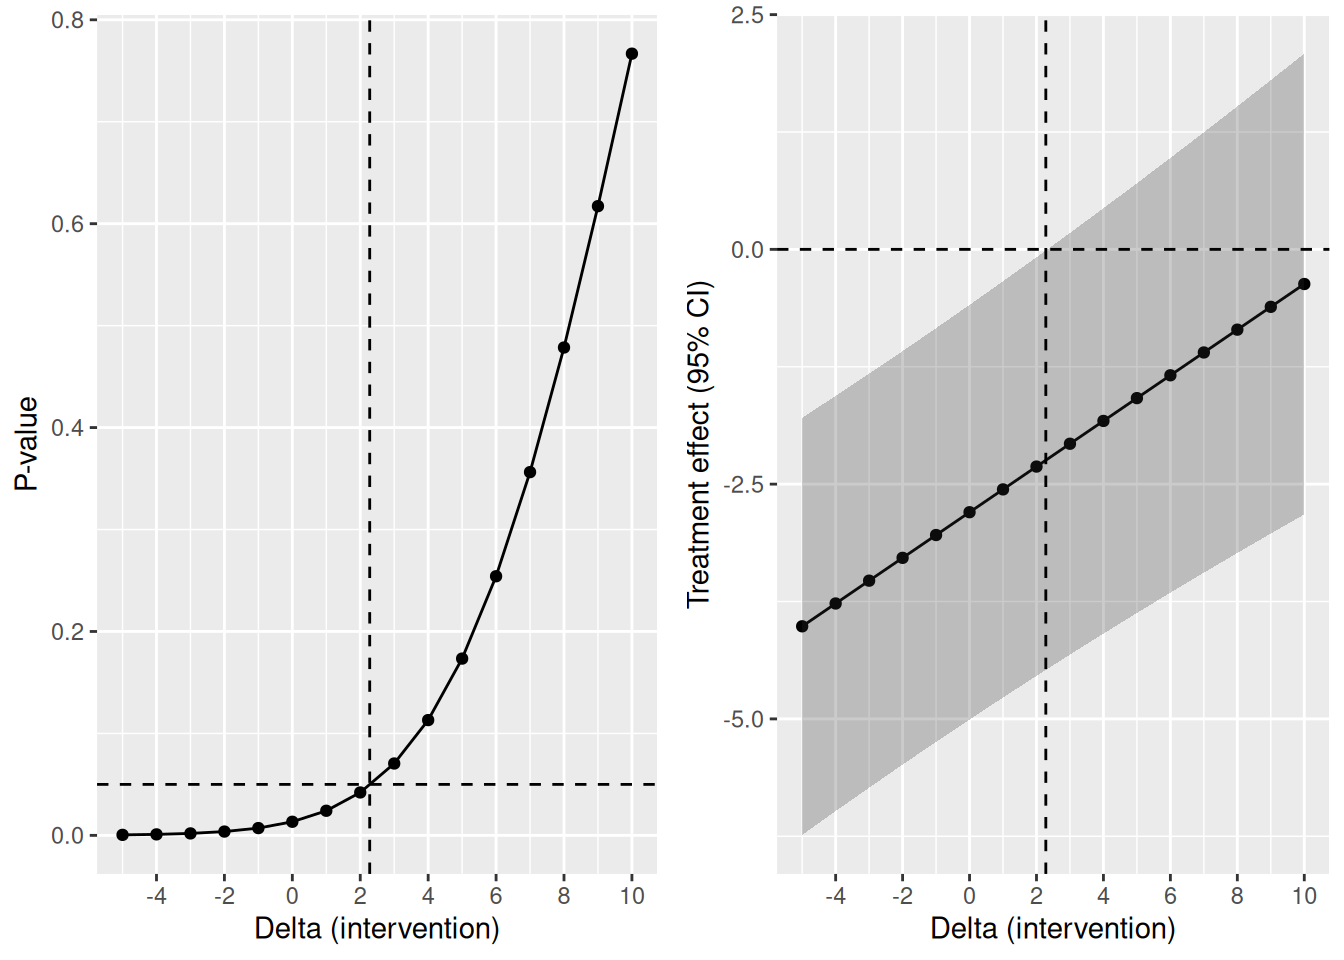 P-value
0.8
0.6
0.4
0.2
0.0
-4 -2 0 2 4 6 8 10
Delta (intervention)
Treatment effect (95% CI)
2.5
0.0
-2.5
-5.0
-4 -2 0 2 4 6 8 10
Delta (intervention)